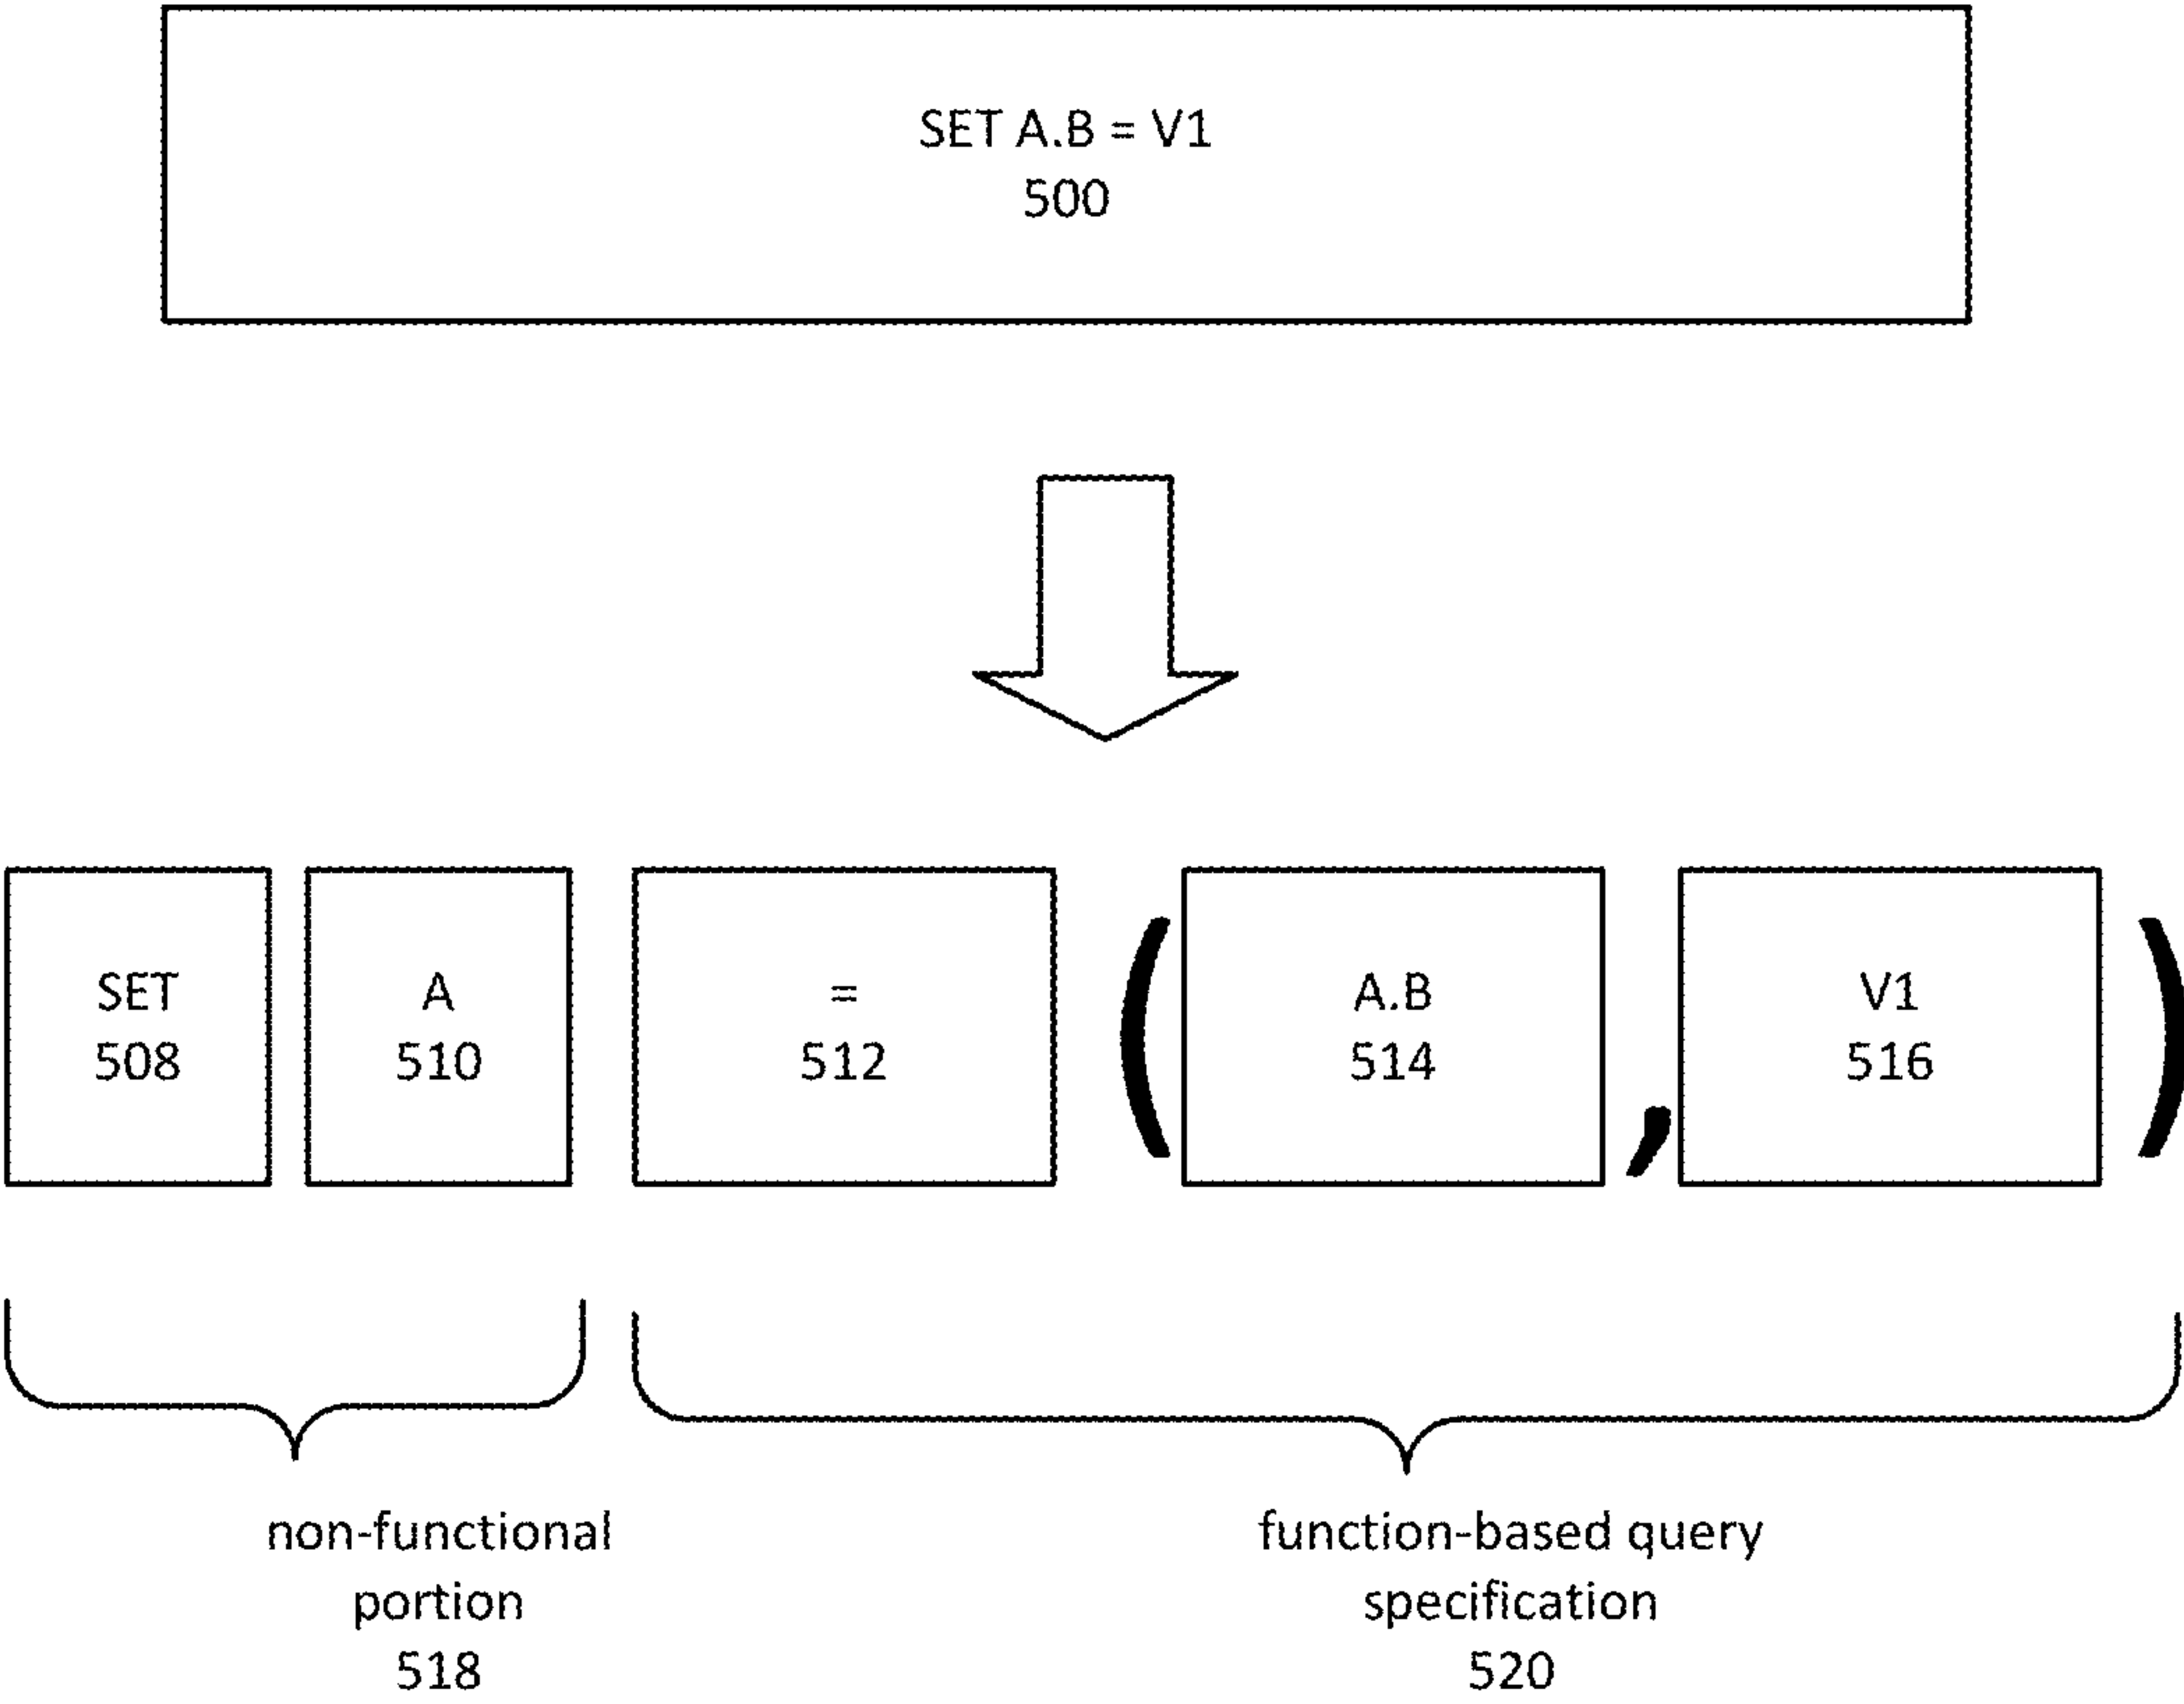 SET A.B = V1
500
SET A = ( A.B , V1 )
508 510 512 514 516
non-functional function-based query
portion specification
518 520